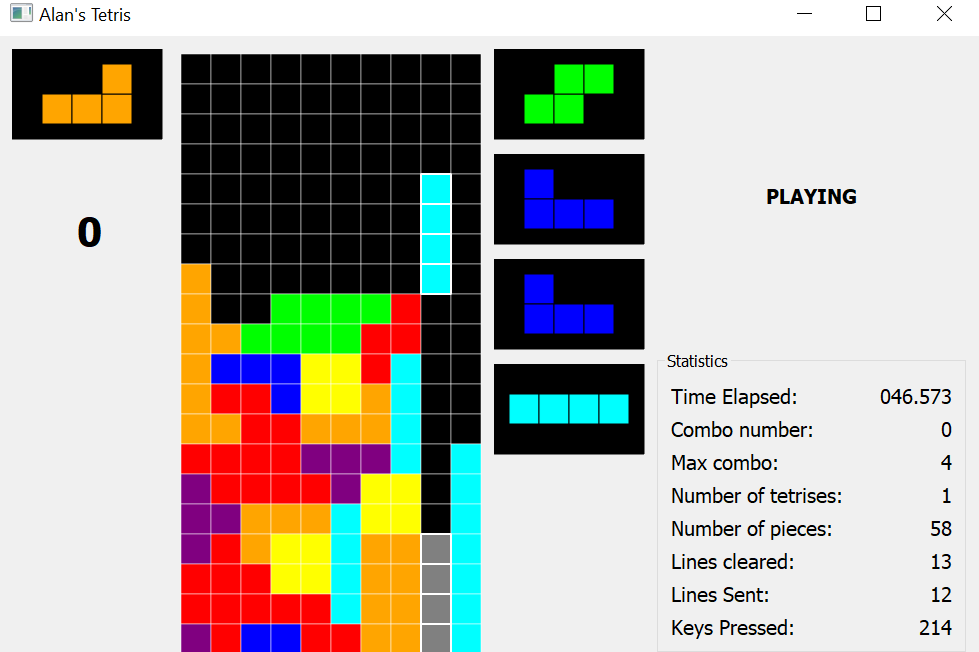 Alan's Tetris
0
PLAYING
Statistics
Time Elapsed: 046.573
Combo number: 0
Max combo: 4
Number of tetrises: 1
Number of pieces: 58
Lines cleared: 13
Lines Sent: 12
Keys Pressed: 214